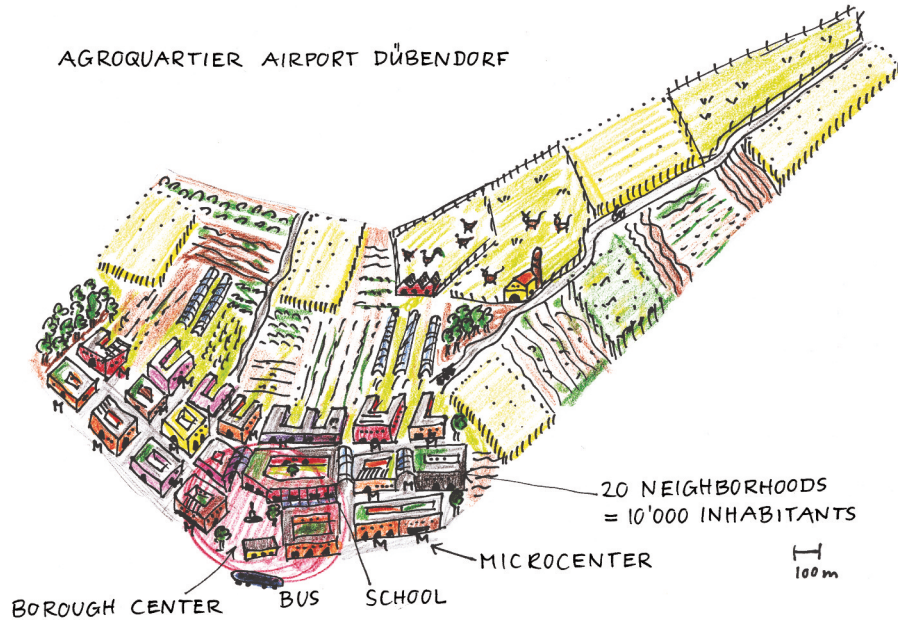 AGROQUARTIER AIRPORT DÜBENDORF
20 NEIGHBORHOODS
= 10'000 INHABITANTS
MICROCENTER
100m
BOROUGH CENTER
BUS
SCHOOL
M
M
M
M
M
M
M
M
M
M
M
M
M
M